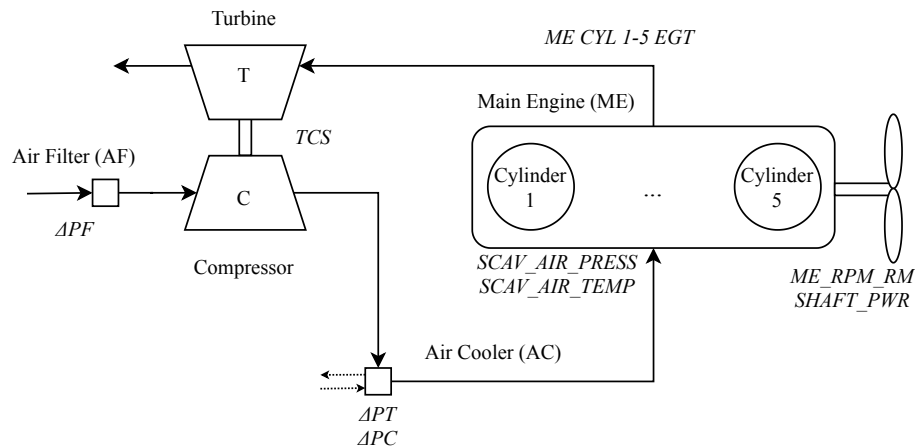 Turbine
ME CYL 1-5 EGT
T
Main Engine (ME)
TCS
Air Filter (AF)
Cylinder
1
...
Cylinder
5
C
ΔPF
Compressor
SCAV_AIR_PRESS
SCAV_AIR_TEMP
ME_RPM_RM
SHAFT_PWR
Air Cooler (AC)
ΔPT
ΔPC